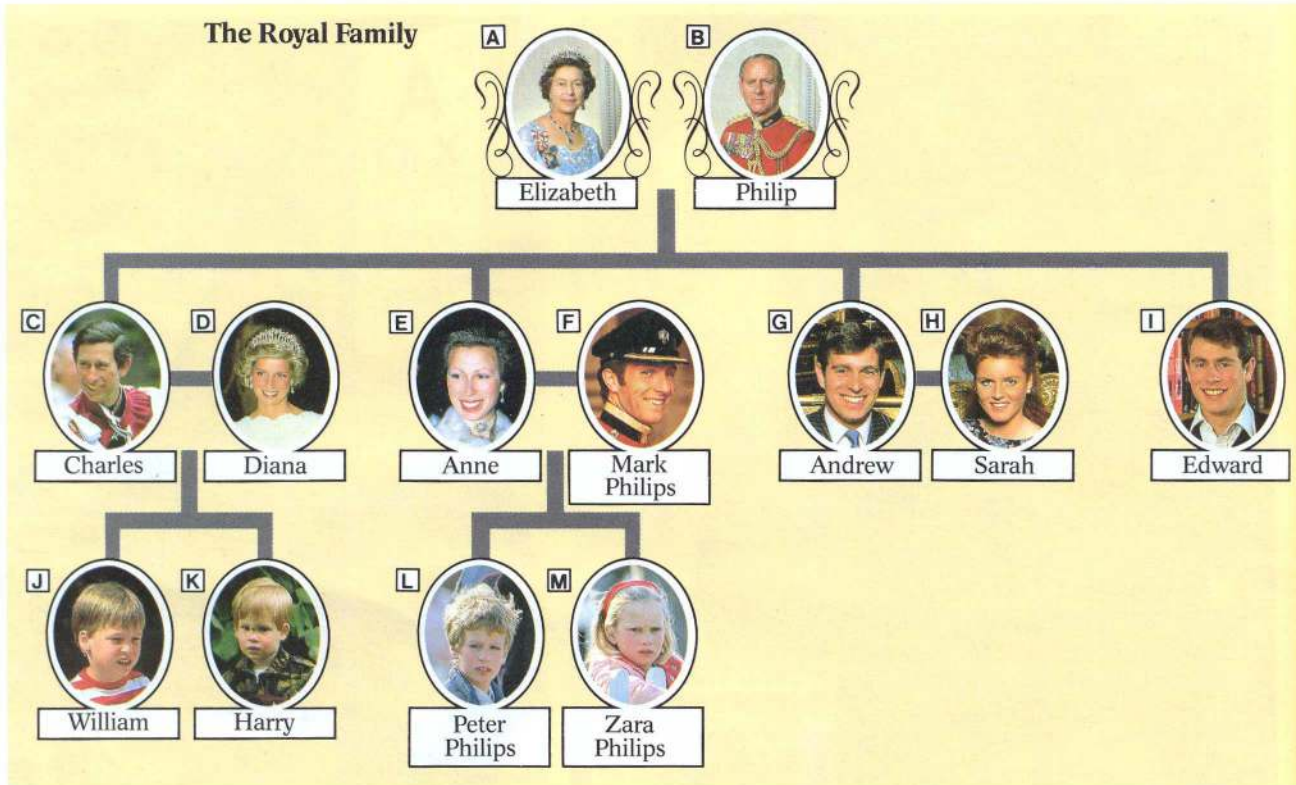 The Royal Family
A
B
Elizabeth
Philip
C
D
E
F
G
H
I
Charles
Diana
Anne
Mark
Philips
Andrew
Sarah
Edward
J
K
L
M
William
Harry
Peter
Philips
Zara
Philips